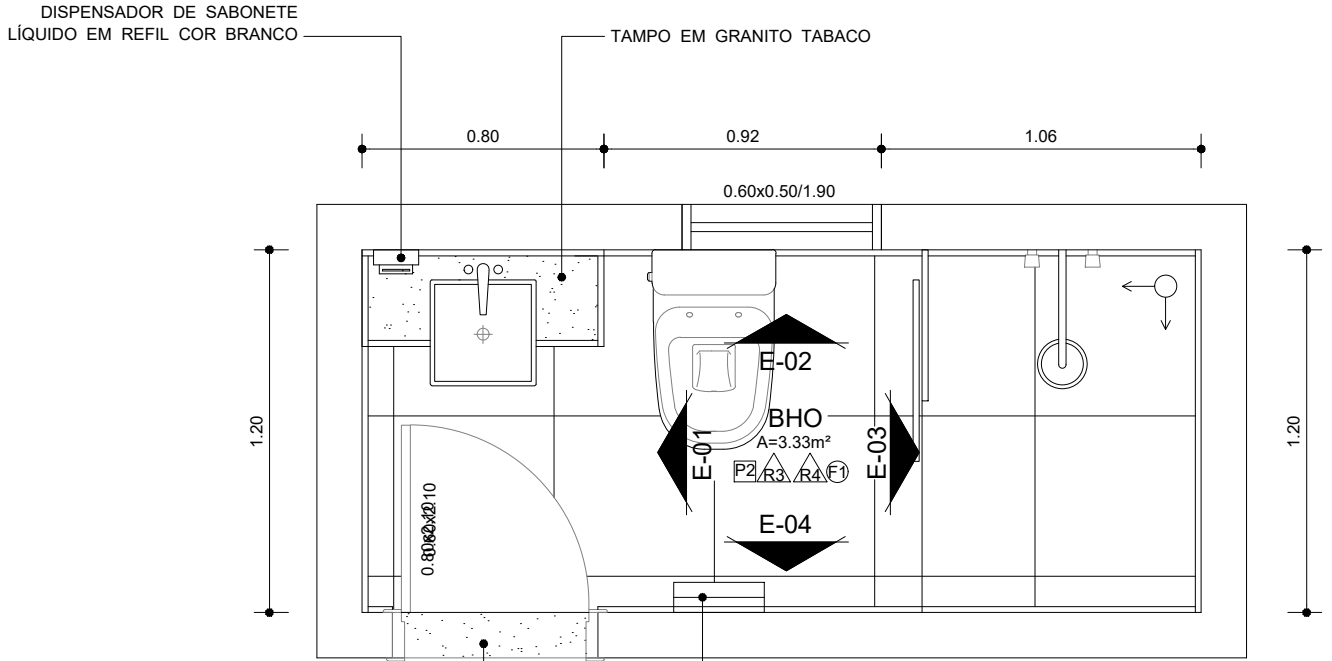 DISPENSADOR DE SABONETE
LÍQUIDO EM REFIL COR BRANCO
TAMPO EM GRANITO TABACO
0.80
0.92
1.06
0.60x0.50/1.90
1.20
1.20
E-02
BHO
A=3.33m²
E-01
E-03
P2
R3
R4
F1
E-04